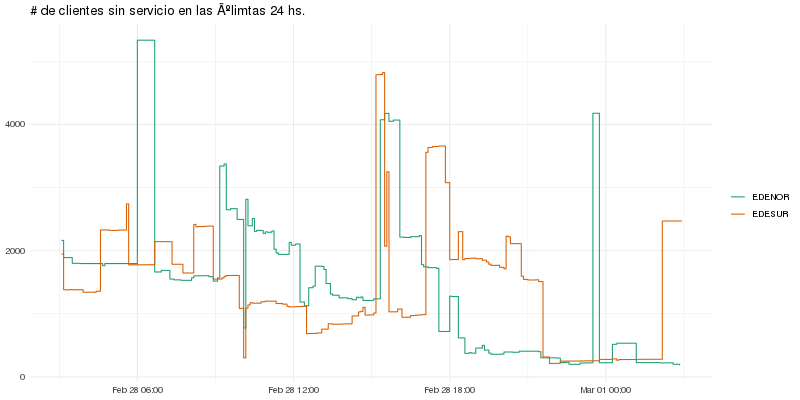 # de clientes sin servicio en las Ãºlimtas 24 hs.
4000
2000
0
Feb 28 06:00
Feb 28 12:00
Feb 28 18:00
Mar 01 00:00
EDENOR
EDESUR